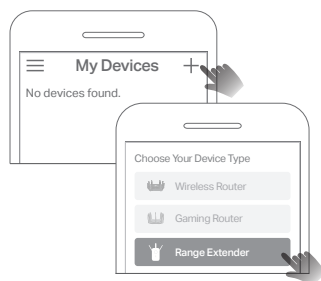 My Devices
No devices found.
Choose Your Device Type
Wireless Router
Gaming Router
Range Extender